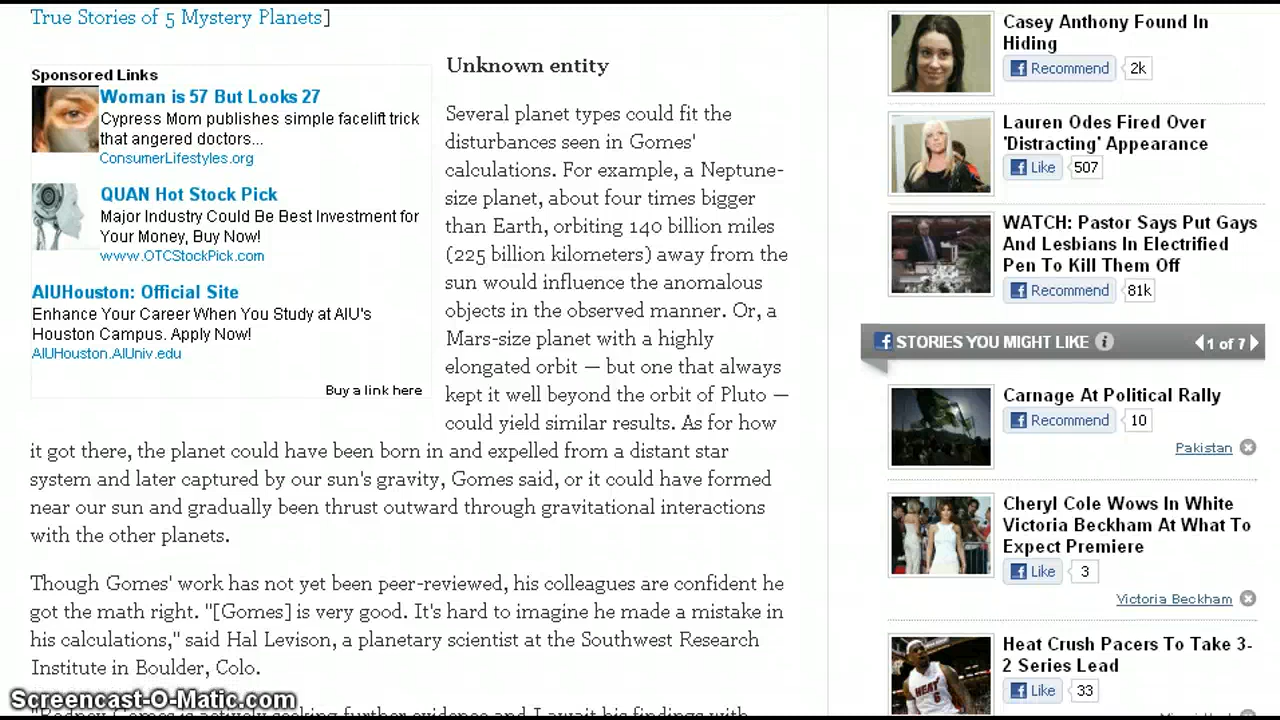 True Stories of 5 Mystery Planets]
Sponsored Links
Woman is 57 But Looks 27
Cypress Mom publishes simple facelift trick
that angered doctors...
ConsumerLifestyles.org
QUAN Hot Stock Pick
Major Industry Could Be Best Investment for
Your Money, Buy Now!
www.OTCStockPick.com
AIUHouston: Official Site
Enhance Your Career When You Study at AIU's
Houston Campus. Apply Now!
AIUHouston.AIUniv.edu
Buy a link here
Unknown entity
Several planet types could fit the
disturbances seen in Gomes'
calculations. For example, a Neptune-
size planet, about four times bigger
than Earth, orbiting 140 billion miles
(225 billion kilometers) away from the
sun would influence the anomalous
objects in the observed manner. Or, a
Mars-size planet with a highly
elongated orbit — but one that always
kept it well beyond the orbit of Pluto —
could yield similar results. As for how
it got there, the planet could have been born in and expelled from a distant star
system and later captured by our sun's gravity, Gomes said, or it could have formed
near our sun and gradually been thrust outward through gravitational interactions
with the other planets.
Though Gomes' work has not yet been peer-reviewed, his colleagues are confident he
got the math right. "[Gomes] is very good. It's hard to imagine he made a mistake in
his calculations," said Hal Levison, a planetary scientist at the Southwest Research
Institute in Boulder, Colo.
"Rodney Gomes is actively seeking further evidence and I await his findings with
Screencast-O-Matic.com
Casey Anthony Found In
Hiding
Recommend 2k
Lauren Odes Fired Over
'Distracting' Appearance
Like 507
WATCH: Pastor Says Put Gays
And Lesbians In Electrified
Pen To Kill Them Off
Recommend 81k
STORIES YOU MIGHT LIKE 1 of 7
Carnage At Political Rally
Recommend 10
Pakistan
Cheryl Cole Wows In White
Victoria Beckham At What To
Expect Premiere
Like 3
Victoria Beckham
Heat Crush Pacers To Take 3-
2 Series Lead
Like 33